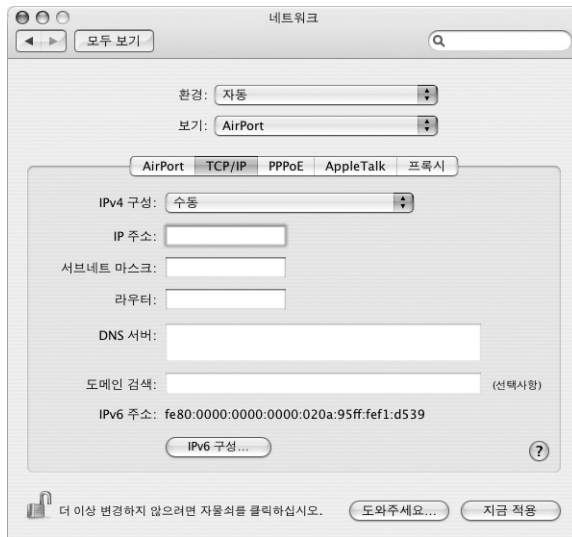 네트워크
모두 보기
환경: 자동
보기: AirPort
AirPort TCP/IP PPPoE AppleTalk 프록시
IPv4 구성: 수동
IP 주소:
서브네트 마스크:
라우터:
DNS 서버:
도메인 검색: (선택사항)
IPv6 주소: fe80:0000:0000:0000:020a:95ff:fef1:d539
IPv6 구성...
?
더 이상 변경하지 않으려면 자물쇠를 클릭하십시오. 도와주세요... 지금 적용